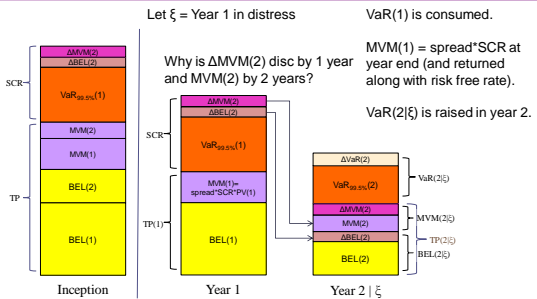 Let ξ = Year 1 in distress
VaR(1) is consumed.
MVM(1) = spread*SCR at
year end (and returned
along with risk free rate).
VaR(2|ξ) is raised in year 2.
Why is ΔMVM(2) disc by 1 year
and MVM(2) by 2 years?
SCR
ΔMVM(2)
ΔBEL(2)
VaR99.5%(1)
TP
MVM(2)
MVM(1)
BEL(2)
BEL(1)
Inception
SCR
ΔMVM(2)
ΔBEL(2)
VaR99.5%(1)
TP(1)
MVM(1)=
spread*SCR*PV(1)
BEL(1)
Year 1
ΔVaR(2)
VaR99.5%(2)
VaR(2|ξ)
ΔMVM(2)
MVM(2)
MVM(2|ξ)
TP(2|ξ)
ΔBEL(2)
BEL(2)
BEL(2|ξ)
Year 2 | ξ